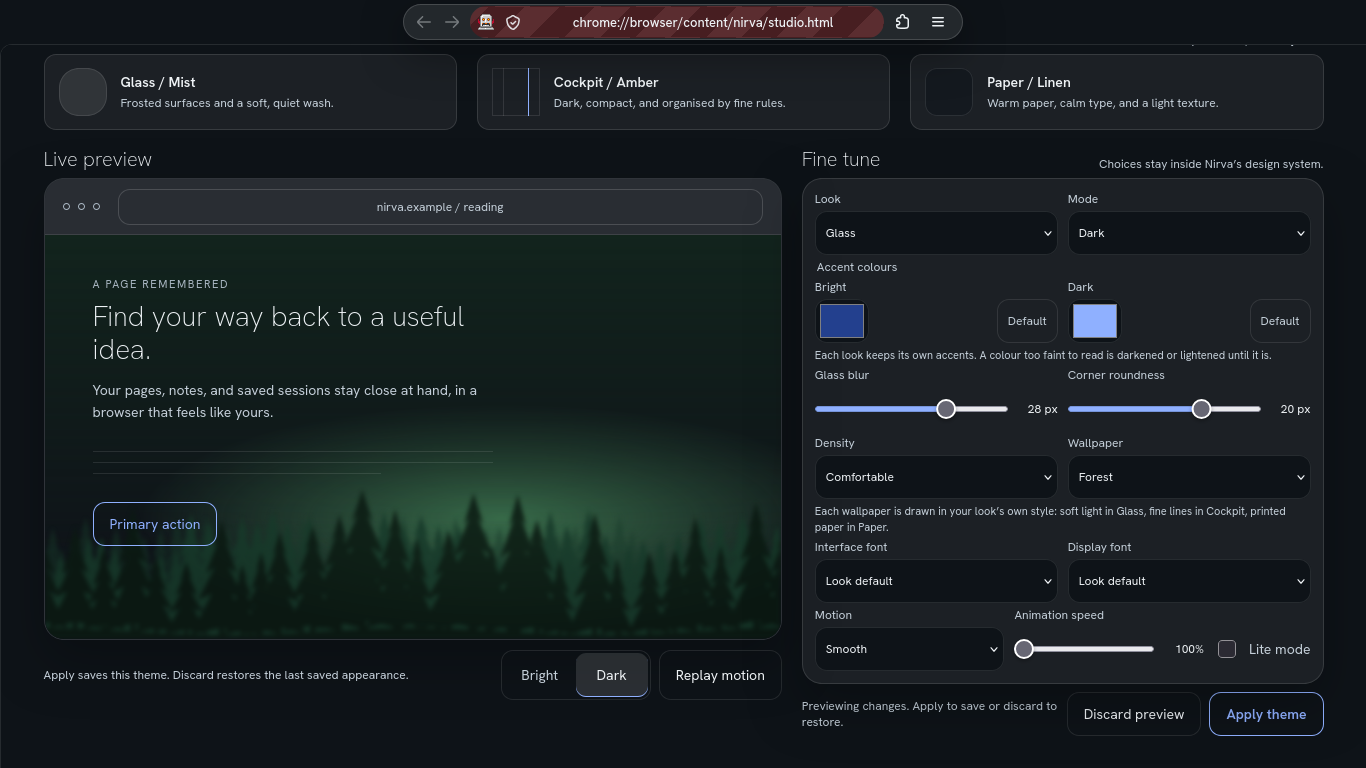 chrome://browser/content/nirva/studio.html
Glass / Mist
Frosted surfaces and a soft, quiet wash.
Cockpit / Amber
Dark, compact, and organised by fine rules.
Paper / Linen
Warm paper, calm type, and a light texture.
Live preview
nirva.example / reading
A PAGE REMEMBERED
Find your way back to a useful
idea.
Your pages, notes, and saved sessions stay close at hand, in a
browser that feels like yours.
Primary action
Apply saves this theme. Discard restores the last saved appearance.
Bright
Dark
Replay motion
Fine tune
Choices stay inside Nirva’s design system.
Look
Mode
Glass
Dark
Accent colours
Bright
Dark
Default
Default
Each look keeps its own accents. A colour too faint to read is darkened or lightened until it is.
Glass blur
Corner roundness
28 px
20 px
Density
Wallpaper
Comfortable
Forest
Each wallpaper is drawn in your look’s own style: soft light in Glass, fine lines in Cockpit, printed
paper in Paper.
Interface font
Display font
Look default
Look default
Motion
Animation speed
Smooth
100%
Lite mode
Previewing changes. Apply to save or discard to
restore.
Discard preview
Apply theme